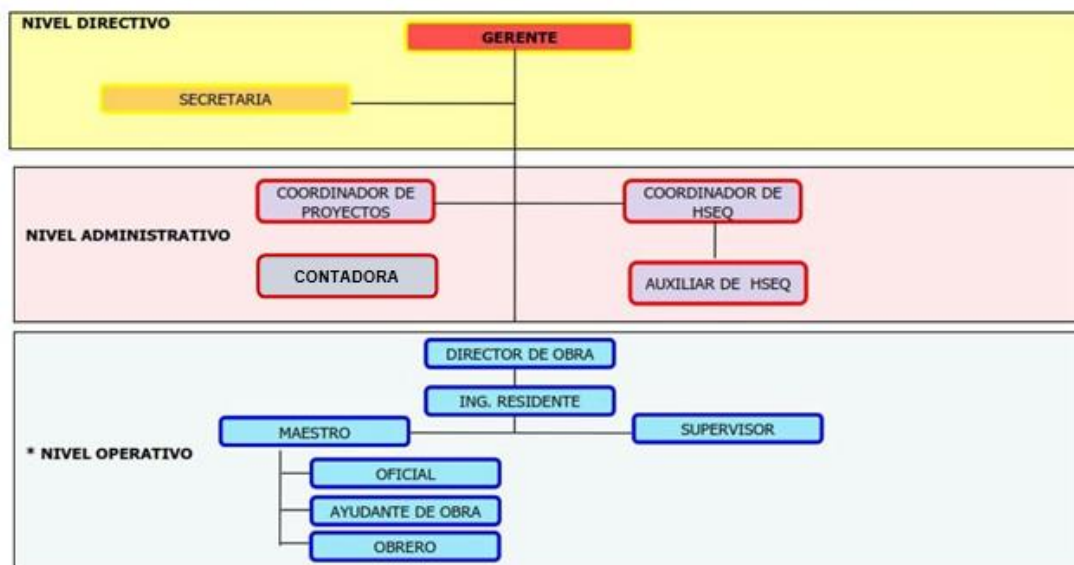 NIVEL DIRECTIVO
GERENTE
SECRETARIA
COORDINADOR DE
PROYECTOS
COORDINADOR DE
HSEQ
NIVEL ADMINISTRATIVO
CONTADORA
AUXILIAR DE HSEQ
DIRECTOR DE OBRA
ING. RESIDENTE
MAESTRO
SUPERVISOR
* NIVEL OPERATIVO
OFICIAL
AYUDANTE DE OBRA
OBRERO